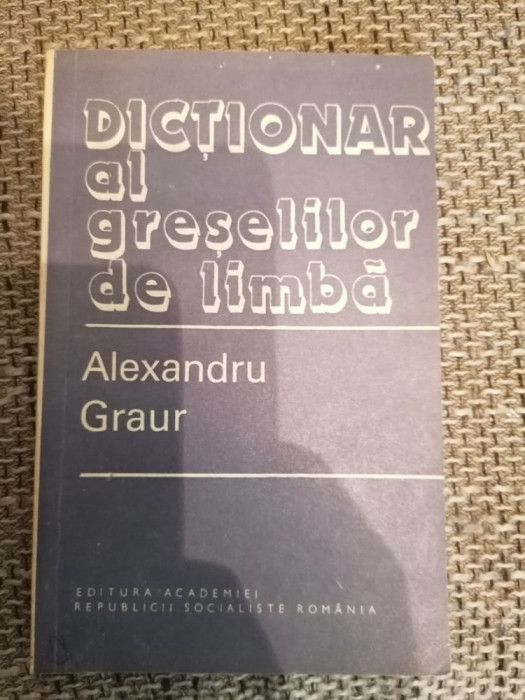 DICȚIONAR
al
greșelilor
de limbă
Alexandru
Graur
EDITURA ACADEMIEI
REPUBLICII SOCIALISTE ROMÂNIA